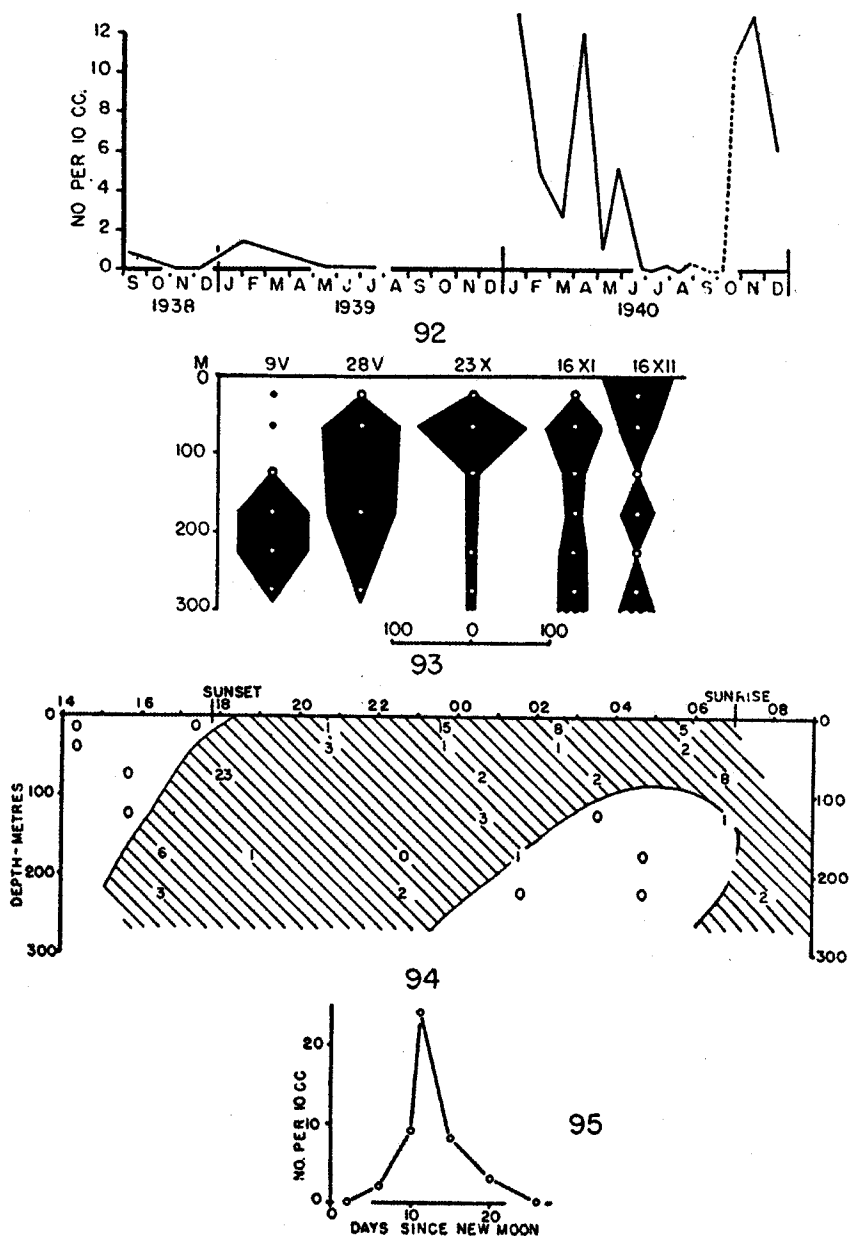 12
10
8
6
4
2
0
NO PER 10 CC.
S O N D J F M A M J J A S O N D J F M A M J J A S O N D
1938 1939 1940
92
M 9V 28V 23X 16XI 16XII
0
100
200
300
100 0 100
93
SUNSET SUNRISE
14 16 18 20 22 00 02 04 06 08
0 0 0 1 15 8 5 0
0 3 1 1 2
0 23 2 2 8
100 100
0 3 0 1
6 1 0 1 0
200 200
3 2 0 0 2
300 300
DEPTH-METRES
94
20
10
0
NO. PER 10 CC
95
0 10 20
DAYS SINCE NEW MOON